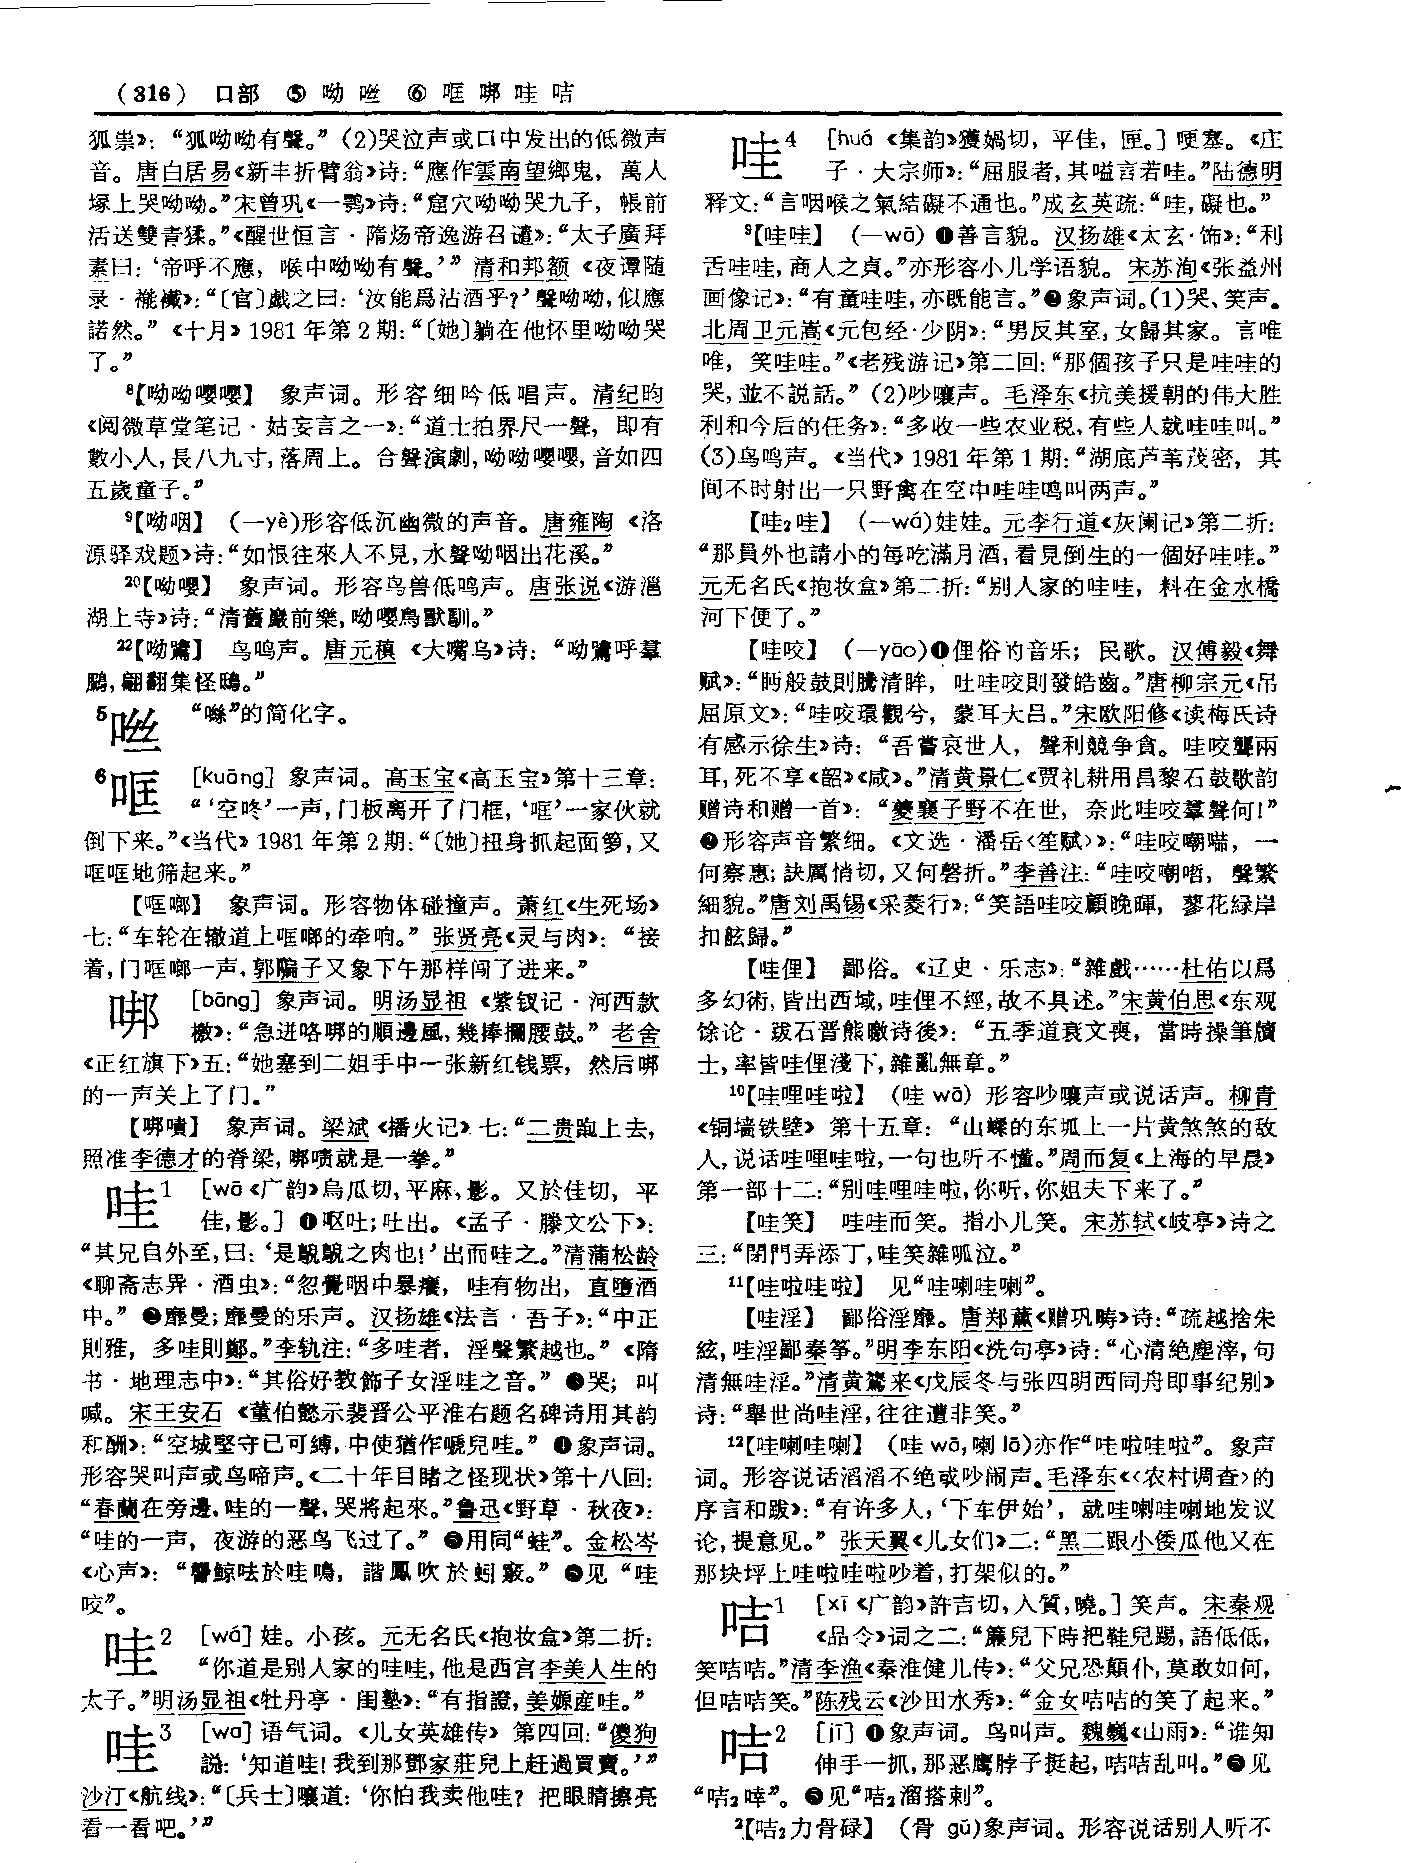 (316) 口部 ⑤ 呦 咝 ⑥ 哐 哪 哇 咭
狐祟》：“狐呦呦有聲。”(2)哭泣声或口中发出的低微声
音。唐白居易《新丰折臂翁》诗：“應作雲南望鄉鬼，萬人
塚上哭呦呦。”宋曾巩《一鹗》诗：“窟穴呦呦哭九子，帳前
活送雙青猱。”《醒世恒言·隋炀帝逸游召谴》：“太子廣拜
素曰：‘帝呼不應，喉中呦呦有聲。’” 清和邦额《夜谭随
录·褦襶》：“〔官〕戲之曰：‘汝能爲沽酒乎？’聲呦呦，似應
諾然。”《十月》1981年第2期：“〔她〕躺在他怀里呦呦哭
了。”
8【呦呦嘤嘤】 象声词。形容细吟低唱声。清纪昀
《阅微草堂笔记·姑妄言之一》：“道士拍界尺一聲，即有
數小人，長八九寸，落周上。合聲演劇，呦呦嘤嘤，音如四
五歲童子。”
9【呦咽】 (—yè)形容低沉幽微的声音。唐雍陶《洛
源驿戏题》诗：“如恨往來人不見，水聲呦咽出花溪。”
20【呦嘤】 象声词。形容鸟兽低鸣声。唐张说《游㴩
湖上寺》诗：“清舊巖前樂，呦嘤鳥獸馴。”
22【呦鷺】 鸟鸣声。唐元稹《大嘴乌》诗：“呦鷺呼羣
鵩，翩翻集怪鴟。”
5咝 “噝”的简化字。
6哐 [kuāng] 象声词。高玉宝《高玉宝》第十三章：
“‘空咚’一声，门板离开了门框，‘哐’一家伙就
倒下来。”《当代》1981年第2期：“〔她〕扭身抓起面箩，又
哐哐地筛起来。”
【哐啷】 象声词。形容物体碰撞声。萧红《生死场》
七：“车轮在辙道上哐啷的牵响。” 张贤亮《灵与肉》：“接
着，门哐啷一声，郭騙子又象下午那样闯了进来。”
哪 [bāng] 象声词。明汤显祖《紫钗记·河西款
檄》：“急迸咯哪的順邊風，幾捧攔腰鼓。” 老舍
《正红旗下》五：“她塞到二姐手中一张新红钱票，然后哪
的一声关上了门。”
【哪啧】 象声词。梁斌《播火记》七：“二贵跑上去，
照准李德才的脊梁，哪啧就是一拳。”
哇1 [wā《广韵》烏瓜切，平麻，影。又於佳切，平
佳，影。] ❶呕吐；吐出。《孟子·滕文公下》：
“其兄自外至，曰：‘是鶃鶃之肉也！’出而哇之。”清蒲松龄
《聊斋志异·酒虫》：“忽覺咽中暴癢，哇有物出，直墮酒
中。” ❷靡曼；靡曼的乐声。汉扬雄《法言·吾子》：“中正
則雅，多哇則鄭。”李轨注：“多哇者，淫聲繁越也。”《隋
书·地理志中》：“其俗好教飾子女淫哇之音。” ❸哭；叫
喊。宋王安石《董伯懿示裴晋公平淮右题名碑诗用其韵
和酬》：“空城堅守已可縛，中使猶作嗁兒哇。” ❹象声词。
形容哭叫声或鸟啼声。《二十年目睹之怪现状》第十八回：
“春蘭在旁邊，哇的一聲，哭將起來。”鲁迅《野草·秋夜》：
“哇的一声，夜游的恶鸟飞过了。” ❺用同“蛙”。金松岑
《心声》：“響鲸呿於哇鳴，諧鳳吹於蚓竅。” ❻见“哇
咬”。
哇2 [wá] 娃。小孩。元无名氏《抱妆盒》第二折：
“你道是别人家的哇哇，他是西宫李美人生的
太子。”明汤显祖《牡丹亭·闺塾》：“有指證，姜嫄産哇。”
哇3 [wa] 语气词。《儿女英雄传》第四回：“傻狗
說：‘知道哇！我到那鄧家莊兒上赶過買賣。’”
沙汀《航线》：“〔兵士〕嚷道：‘你怕我卖他哇？把眼睛擦亮
看一看吧。’”
哇4 [huá《集韵》獲媧切，平佳，匣。] 哽塞。《庄
子·大宗师》：“屈服者，其嗌言若哇。”陆德明
释文：“言咽喉之氣結礙不通也。”成玄英疏：“哇，礙也。”
9【哇哇】 (—wā) ❶善言貌。汉扬雄《太玄·饰》：“利
舌哇哇，商人之貞。”亦形容小儿学语貌。宋苏洵《张益州
画像记》：“有童哇哇，亦既能言。”❷象声词。(1)哭、笑声。
北周卫元嵩《元包经·少阴》：“男反其室，女歸其家。言唯
唯，笑哇哇。”《老残游记》第二回：“那個孩子只是哇哇的
哭，並不説話。”(2)吵嚷声。毛泽东《抗美援朝的伟大胜
利和今后的任务》：“多收一些农业税，有些人就哇哇叫。”
(3)鸟鸣声。《当代》1981年第1期：“湖底芦苇茂密，其
间不时射出一只野禽在空中哇哇鸣叫两声。”
【哇2哇】 (—wá)娃娃。元李行道《灰阑记》第二折：
“那員外也請小的每吃滿月酒，看見倒生的一個好哇哇。”
元无名氏《抱妆盒》第二折：“别人家的哇哇，料在金水橋
河下便了。”
【哇咬】 (—yāo)❶俚俗的音乐；民歌。汉傅毅《舞
赋》：“眄般鼓則騰清眸，吐哇咬則發皓齒。”唐柳宗元《吊
屈原文》：“哇咬環觀兮，蒙耳大吕。”宋欧阳修《读梅氏诗
有感示徐生》诗：“吾嘗哀世人，聲利競争貪。哇咬聾兩
耳，死不享《韶》《咸》。”清黄景仁《贾礼耕用昌黎石鼓歌韵
赠诗和赠一首》：“夔襄子野不在世，奈此哇咬羣聲何！”
❷形容声音繁细。《文选·潘岳〈笙赋〉》：“哇咬嘲喈，一
何察惠；訣厲悄切，又何磬折。”李善注：“哇咬嘲哳，聲繁
細貌。”唐刘禹锡《采菱行》：“笑語哇咬顧晚暉，蓼花緑岸
扣舷歸。”
【哇俚】 鄙俗。《辽史·乐志》：“雜戲……杜佑以爲
多幻術，皆出西域，哇俚不經，故不具述。”宋黄伯思《东观
馀论·跋石晋熊皦诗後》：“五季道衰文喪，當時操筆牘
士，率皆哇俚淺下，雜亂無章。”
10【哇哩哇啦】 (哇 wā) 形容吵嚷声或说话声。柳青
《铜墙铁壁》第十五章：“山嵘的东坬上一片黄煞煞的敌
人，说话哇哩哇啦，一句也听不懂。”周而复《上海的早晨》
第一部十二：“别哇哩哇啦，你听，你姐夫下来了。”
【哇笑】 哇哇而笑。指小儿笑。宋苏轼《岐亭》诗之
三：“閉門弄添丁，哇笑雜呱泣。”
11【哇啦哇啦】 见“哇喇哇喇”。
【哇淫】 鄙俗淫靡。唐郑薰《赠巩畴》诗：“疏越捨朱
絃，哇淫鄙秦筝。”明李东阳《洗句亭》诗：“心清绝塵滓，句
清無哇淫。”清黄鷟来《戊辰冬与张四明西同舟即事纪别》
诗：“舉世尚哇淫，往往遭非笑。”
12【哇喇哇喇】 (哇 wā，喇 lā)亦作“哇啦哇啦”。象声
词。形容说话滔滔不绝或吵闹声。毛泽东《〈农村调查〉的
序言和跋》：“有许多人，‘下车伊始’，就哇喇哇喇地发议
论，提意见。” 张天翼《儿女们》二：“黑二跟小倭瓜他又在
那块坪上哇啦哇啦吵着，打架似的。”
咭1 [xī《广韵》許吉切，入質，曉。] 笑声。宋秦观
《品令》词之二：“簾兒下時把鞋兒踢，語低低，
笑咭咭。”清李渔《秦淮健儿传》：“父兄恐顛仆，莫敢如何，
但咭咭笑。”陈残云《沙田水秀》：“金女咭咭的笑了起来。”
咭2 [jī] ❶象声词。鸟叫声。魏巍《山雨》：“谁知
伸手一抓，那恶鹰脖子挺起，咭咭乱叫。”❷见
“咭2啈”。❸见“咭2溜搭剌”。
2【咭2力骨碌】 (骨 gū)象声词。形容说话别人听不